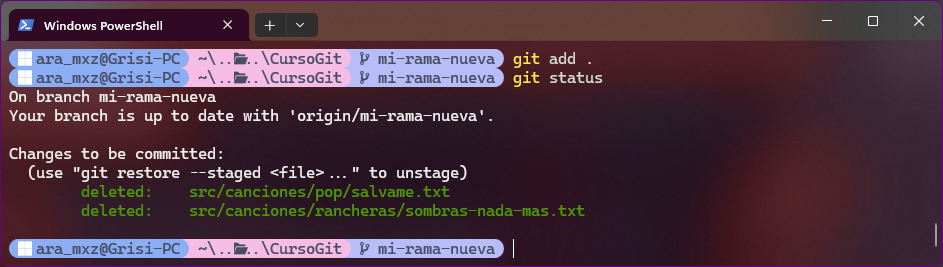 Windows PowerShell
ara_mxz@Grisi-PC ~\..\..\CursoGit mi-rama-nueva git add .
ara_mxz@Grisi-PC ~\..\..\CursoGit mi-rama-nueva git status
On branch mi-rama-nueva
Your branch is up to date with 'origin/mi-rama-nueva'.
Changes to be committed:
(use "git restore --staged <file>..." to unstage)
deleted: src/canciones/pop/salvame.txt
deleted: src/canciones/rancheras/sombras-nada-mas.txt
ara_mxz@Grisi-PC ~\..\..\CursoGit mi-rama-nueva